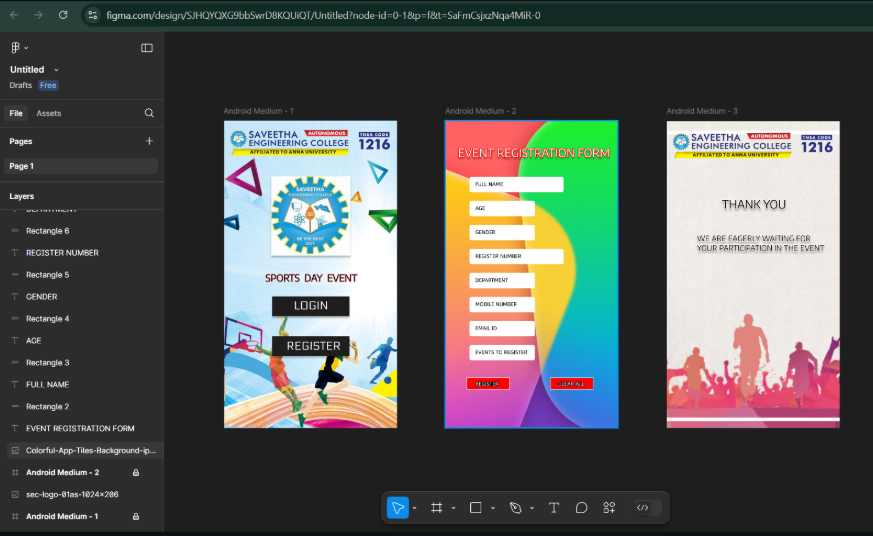 figma.com/design/SJHQYQXG9bbSwrD8KQUiQT/Untitled?node-id=0-1&p=f&t=SaFmCsjxzNqa4MiR-0
Untitled
Drafts Free
File Assets
Pages
Page 1
Layers
DEPARTMENT
Rectangle 6
REGISTER NUMBER
Rectangle 5
GENDER
Rectangle 4
AGE
Rectangle 3
FULL NAME
Rectangle 2
EVENT REGISTRATION FORM
Colorful-App-Tiles-Background-ip...
Android Medium - 2
sec-logo-01as-1024×206
Android Medium - 1
Android Medium - 1
SAVEETHA AUTONOMOUS
ENGINEERING COLLEGE
AFFILIATED TO ANNA UNIVERSITY
TNEA CODE
1216
SAVEETHA
ENGINEERING COLLEGE
BE THE BEST
2001
SPORTS DAY EVENT
LOGIN
REGISTER
Android Medium - 2
EVENT REGISTRATION FORM
FULL NAME
AGE
GENDER
REGISTER NUMBER
DEPARTMENT
MOBILE NUMBER
EMAIL ID
EVENTS TO REGISTER
REGISTER
CLEAR ALL
Android Medium - 3
SAVEETHA AUTONOMOUS
ENGINEERING COLLEGE
AFFILIATED TO ANNA UNIVERSITY
TNEA CODE
1216
THANK YOU
WE ARE EAGERLY WAITING FOR
YOUR PARTICIPATION IN THE EVENT